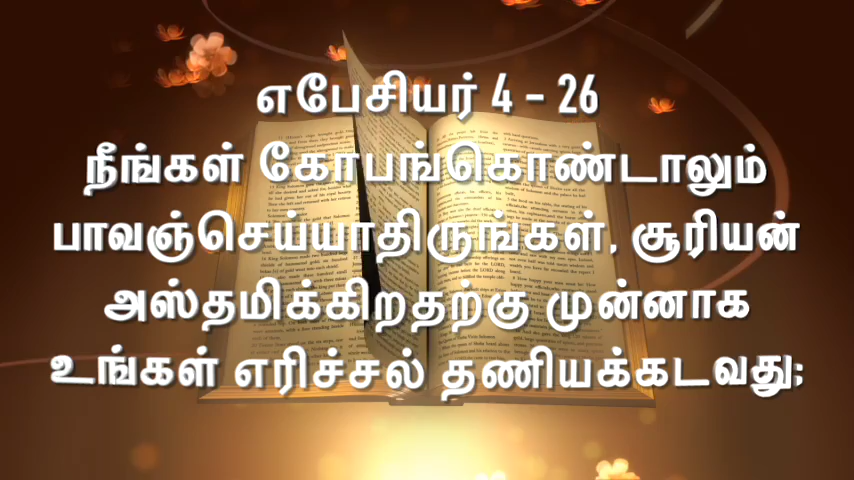 எபேசியர் 4 - 26
நீங்கள் கோபங்கொண்டாலும்
பாவஞ்செய்யாதிருங்கள், சூரியன்
அஸ்தமிக்கிறதற்கு முன்னாக
உங்கள் எரிச்சல் தணியக்கடவது;